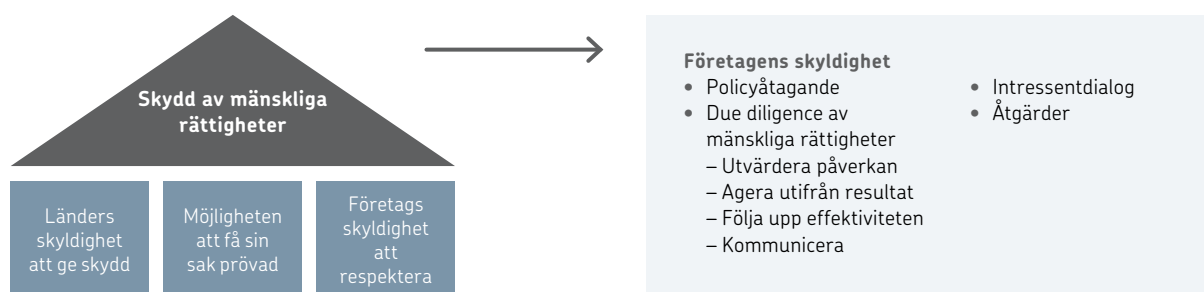 Skydd av mänskliga
rättigheter
Länders
skyldighet
att ge skydd
Möjligheten
att få sin
sak prövad
Företags
skyldighet
att
respektera
Företagens skyldighet
• Policyåtagande
• Due diligence av
mänskliga rättigheter
– Utvärdera påverkan
– Agera utifrån resultat
– Följa upp effektiviteten
– Kommunicera
• Intressentdialog
• Åtgärder